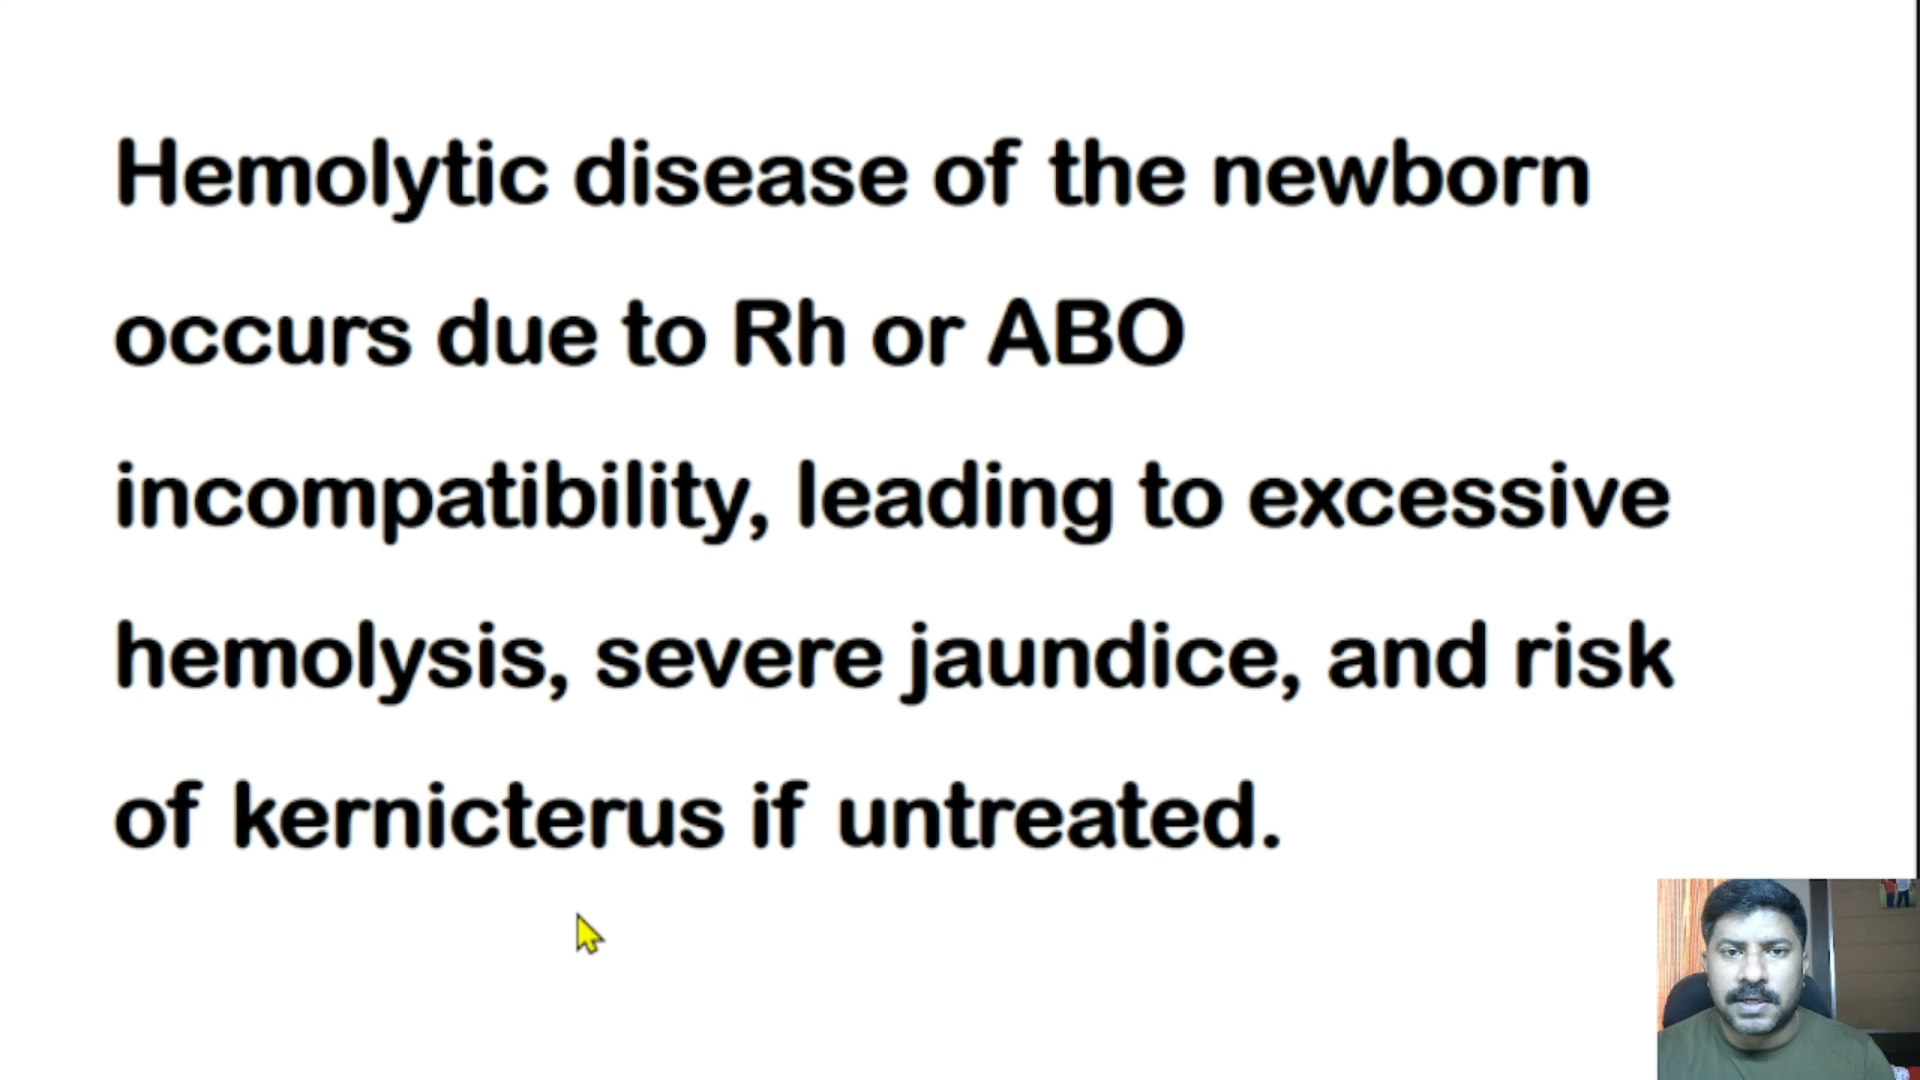 Hemolytic disease of the newborn
occurs due to Rh or ABO
incompatibility, leading to excessive
hemolysis, severe jaundice, and risk
of kernicterus if untreated.